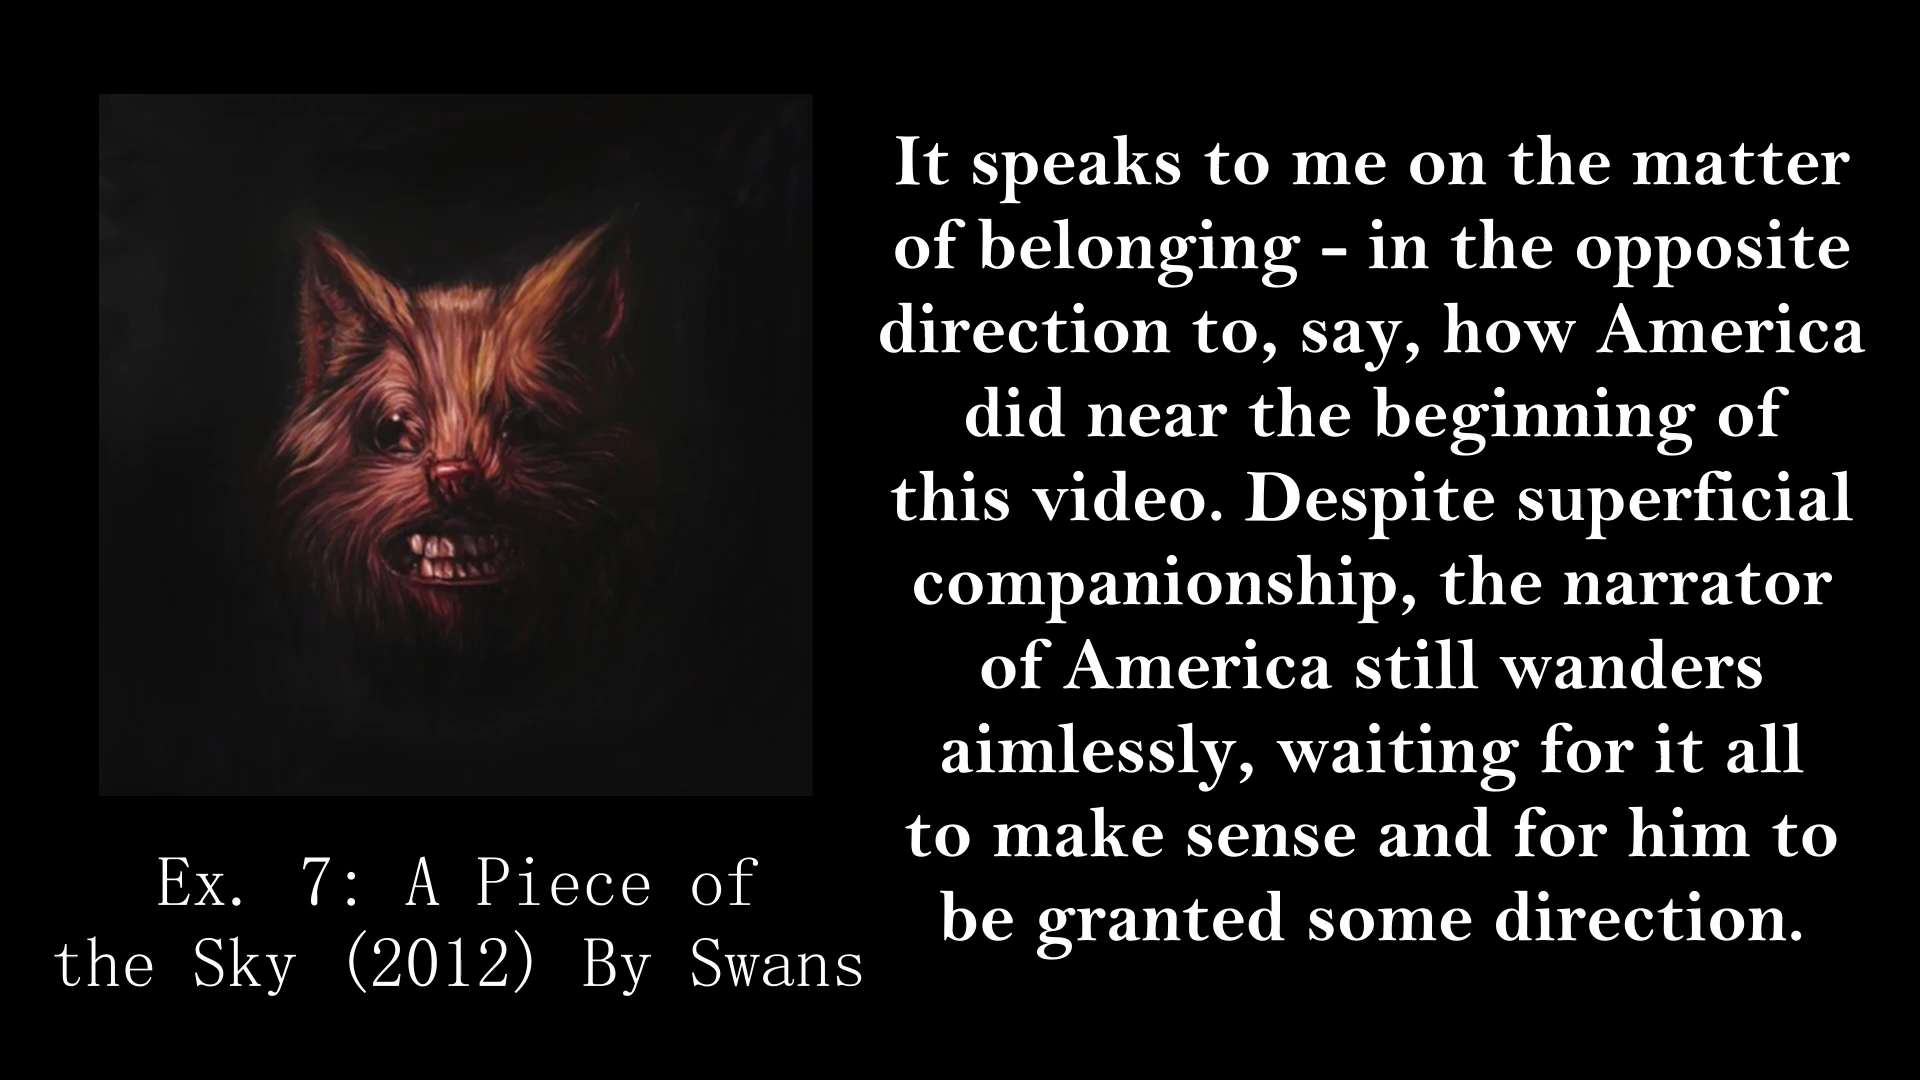 It speaks to me on the matter
of belonging - in the opposite
direction to, say, how America
did near the beginning of
this video. Despite superficial
companionship, the narrator
of America still wanders
aimlessly, waiting for it all
to make sense and for him to
be granted some direction.
Ex. 7: A Piece of
the Sky (2012) By Swans